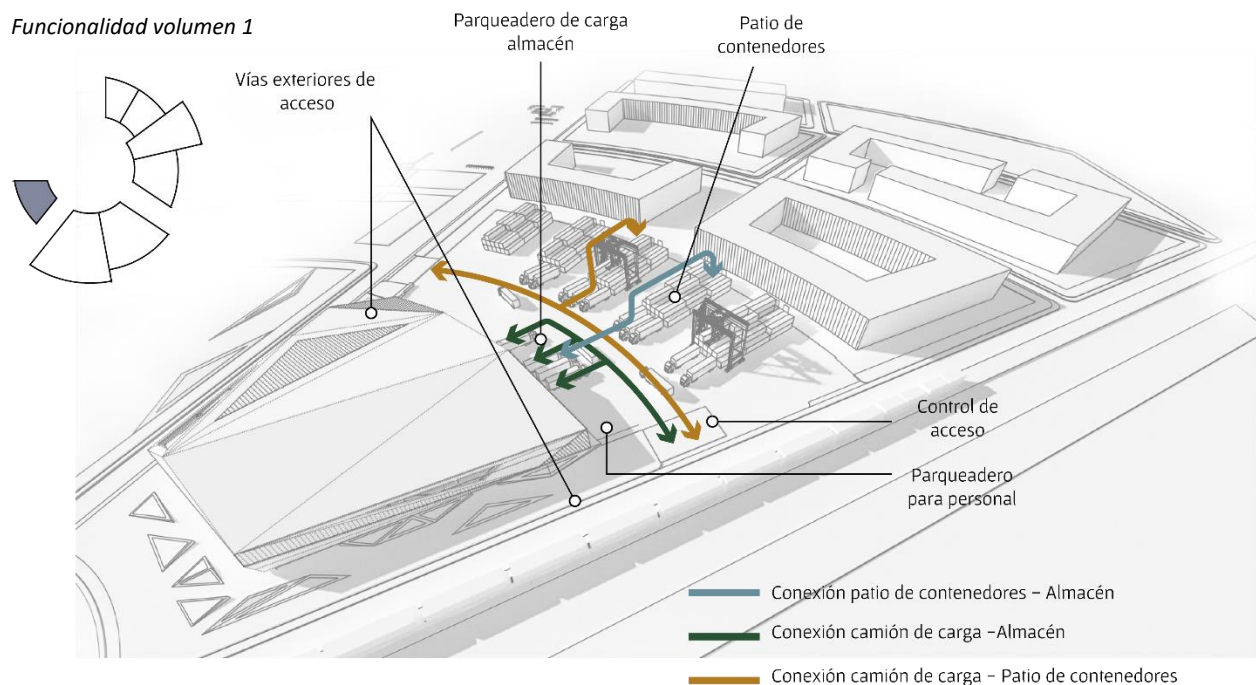 Funcionalidad volumen 1
Parqueadero de carga
almacén
Patio de
contenedores
Vías exteriores de
acceso
Control de
acceso
Parqueadero
para personal
Conexión patio de contenedores – Almacén
Conexión camión de carga –Almacén
Conexión camión de carga – Patio de contenedores